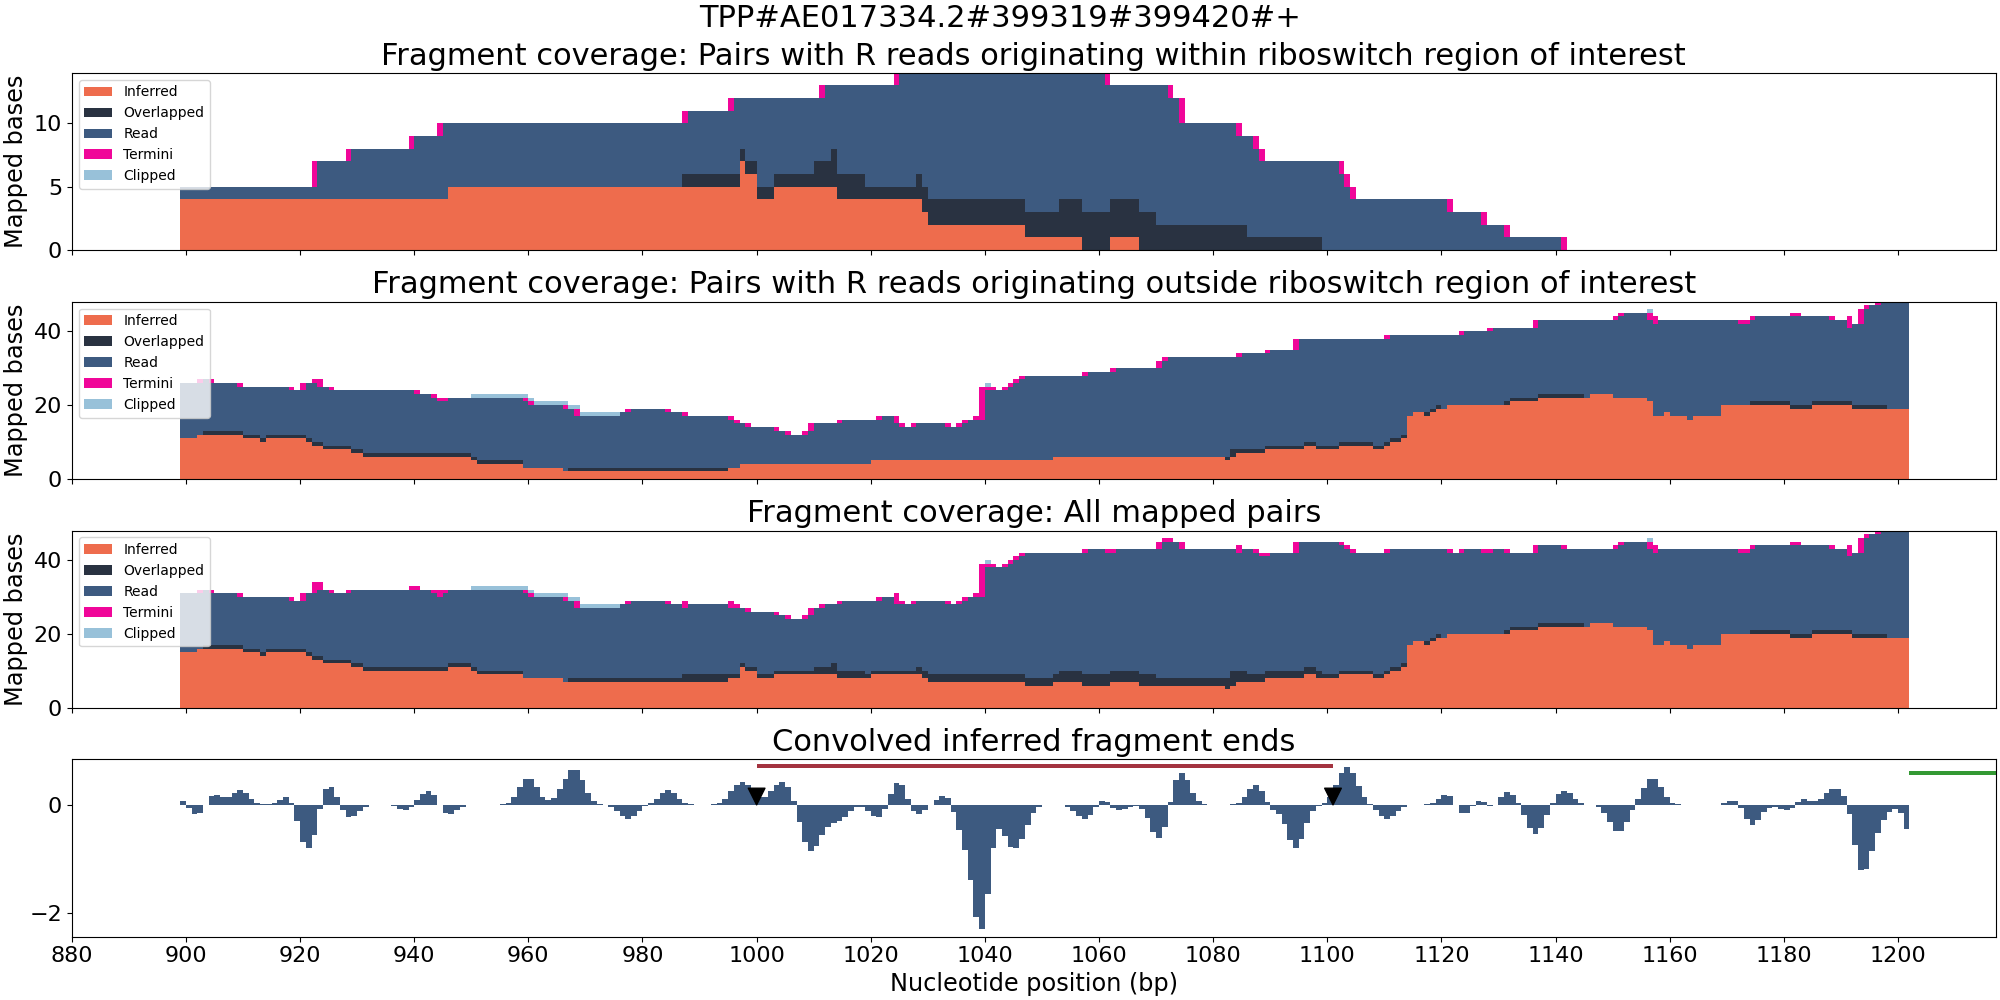 TPP#AE017334.2#399319#399420#+
Fragment coverage: Pairs with R reads originating within riboswitch region of interest
Mapped bases
10
5
0
Inferred
Overlapped
Read
Termini
Clipped
Fragment coverage: Pairs with R reads originating outside riboswitch region of interest
Mapped bases
40
20
0
Inferred
Overlapped
Read
Termini
Clipped
Fragment coverage: All mapped pairs
Mapped bases
40
20
0
Inferred
Overlapped
Read
Termini
Clipped
Convolved inferred fragment ends
0
−2
880 900 920 940 960 980 1000 1020 1040 1060 1080 1100 1120 1140 1160 1180 1200
Nucleotide position (bp)